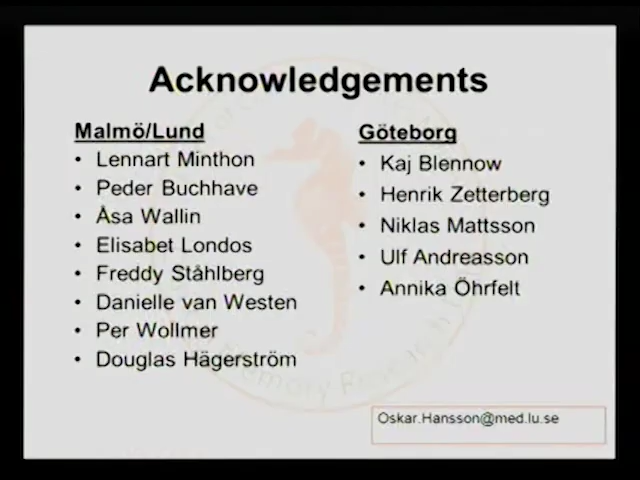 Acknowledgements
Malmö/Lund
• Lennart Minthon
• Peder Buchhave
• Åsa Wallin
• Elisabet Londos
• Freddy Ståhlberg
• Danielle van Westen
• Per Wollmer
• Douglas Hägerström
Göteborg
• Kaj Blennow
• Henrik Zetterberg
• Niklas Mattsson
• Ulf Andreasson
• Annika Öhrfelt
Oskar.Hansson@med.lu.se